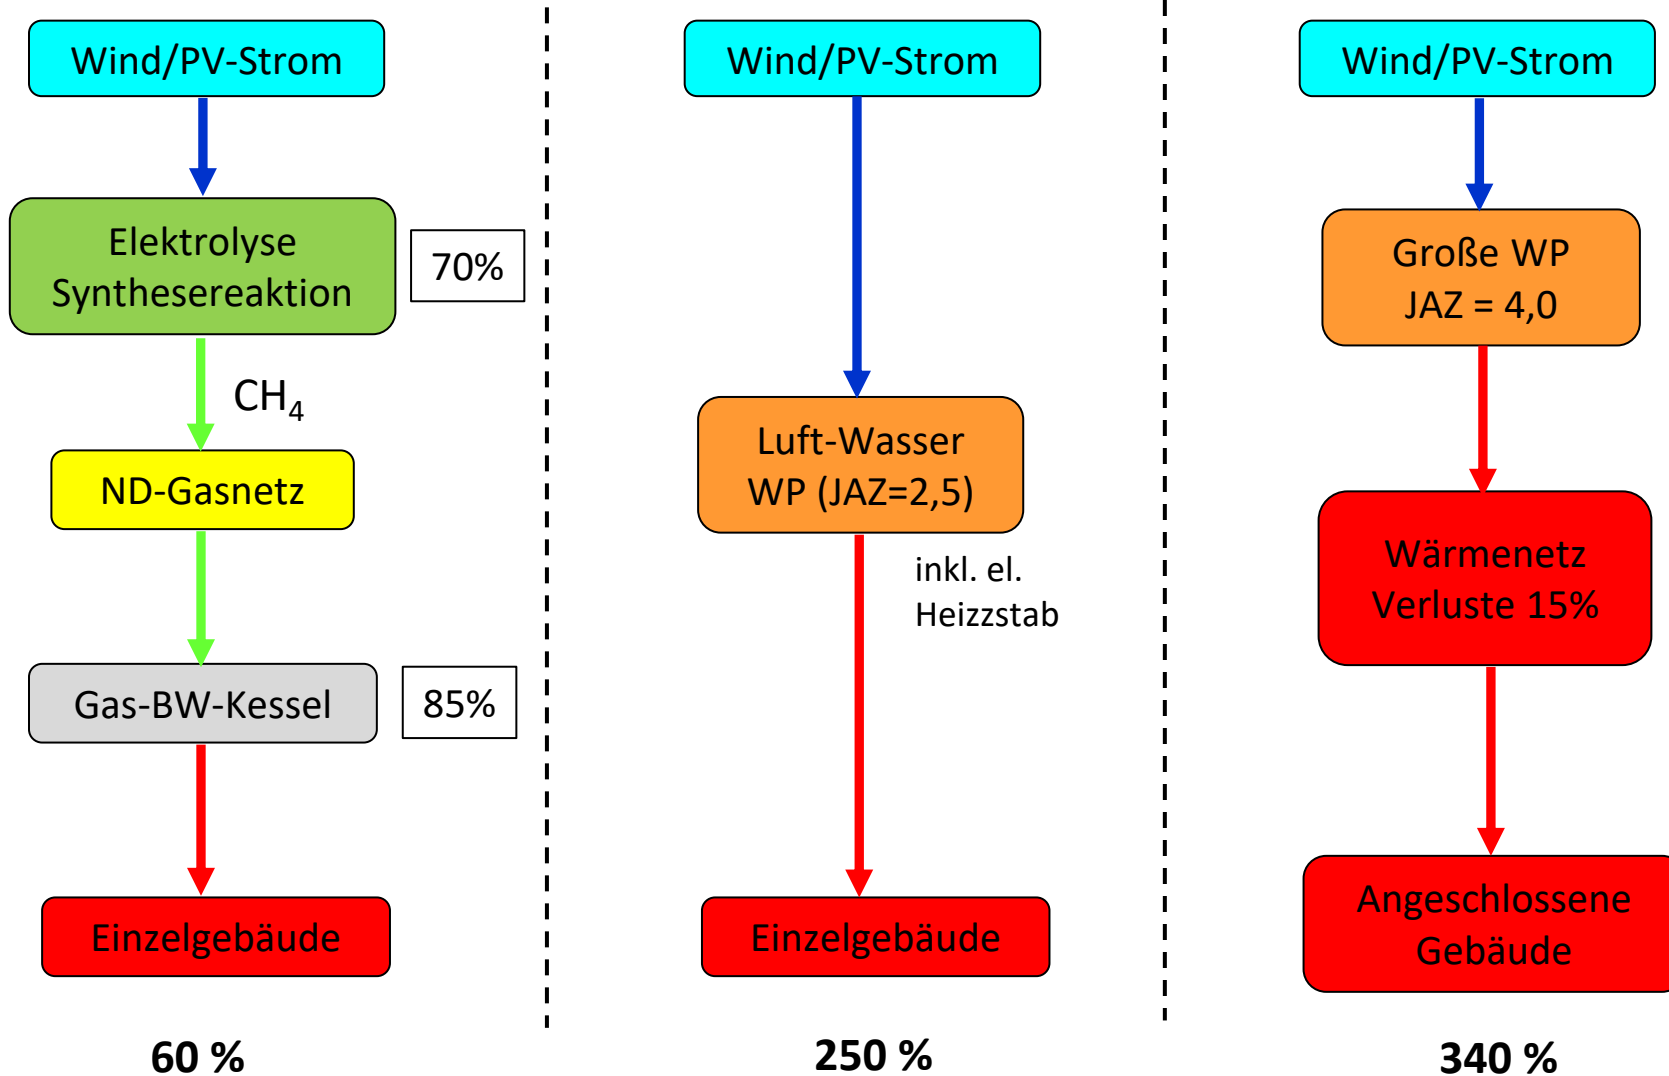 Wind/PV-Strom
Elektrolyse
Synthesereaktion
70%
CH₄
ND-Gasnetz
Gas-BW-Kessel
85%
Einzelgebäude
60 %
Wind/PV-Strom
Luft-Wasser
WP (JAZ=2,5)
inkl. el.
Heizzstab
Einzelgebäude
250 %
Wind/PV-Strom
Große WP
JAZ = 4,0
Wärmenetz
Verluste 15%
Angeschlossene
Gebäude
340 %